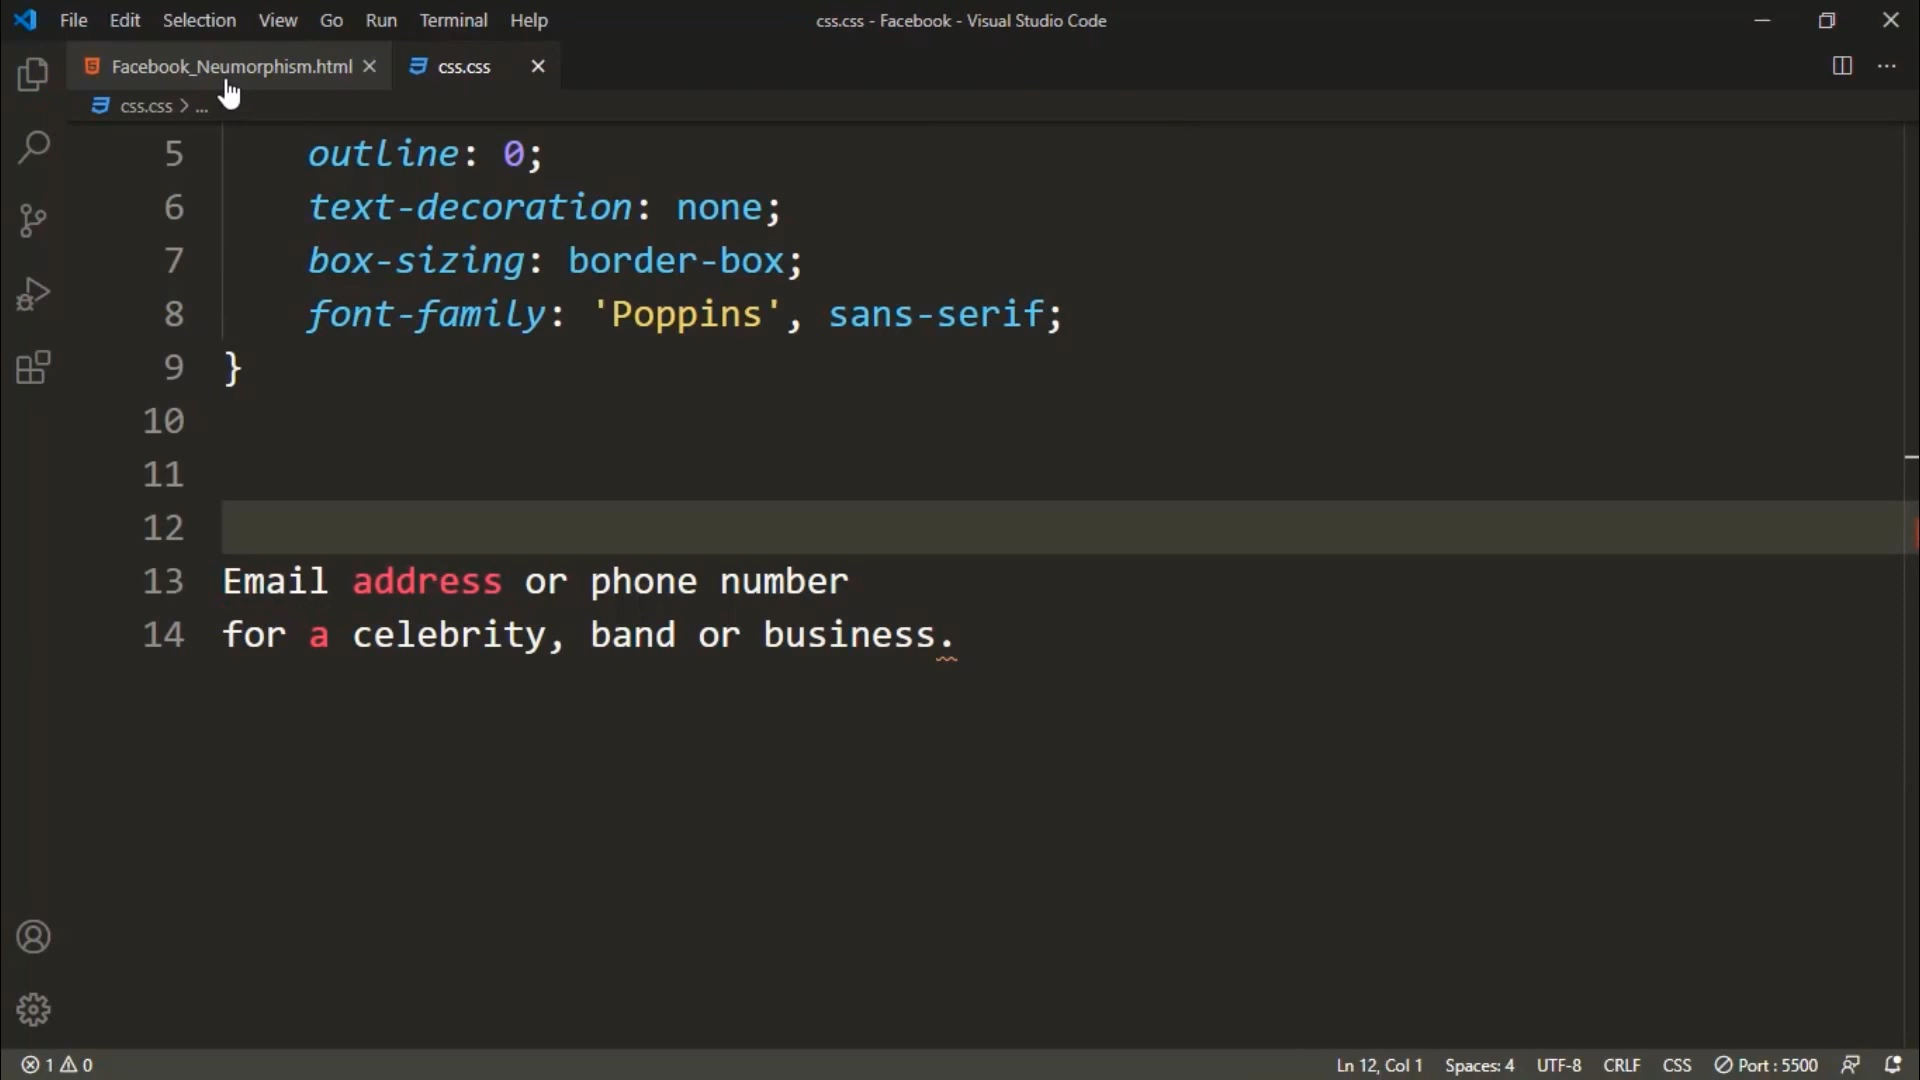 File Edit Selection View Go Run Terminal Help css.css - Facebook - Visual Studio Code
Facebook_Neumorphism.html css.css
css.css > ...
5 outline: 0;
6 text-decoration: none;
7 box-sizing: border-box;
8 font-family: 'Poppins', sans-serif;
9 }
10
11
12
13 Email address or phone number
14 for a celebrity, band or business.
1 0 Ln 12, Col 1 Spaces: 4 UTF-8 CRLF CSS Port : 5500